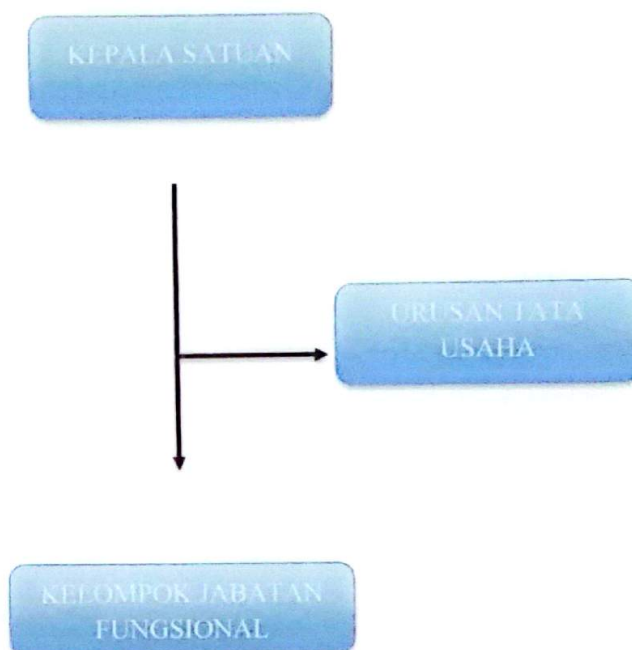 KEPALA SATUAN
URUSAN TATA
USAHA
KELOMPOK JABATAN
FUNGSIONAL